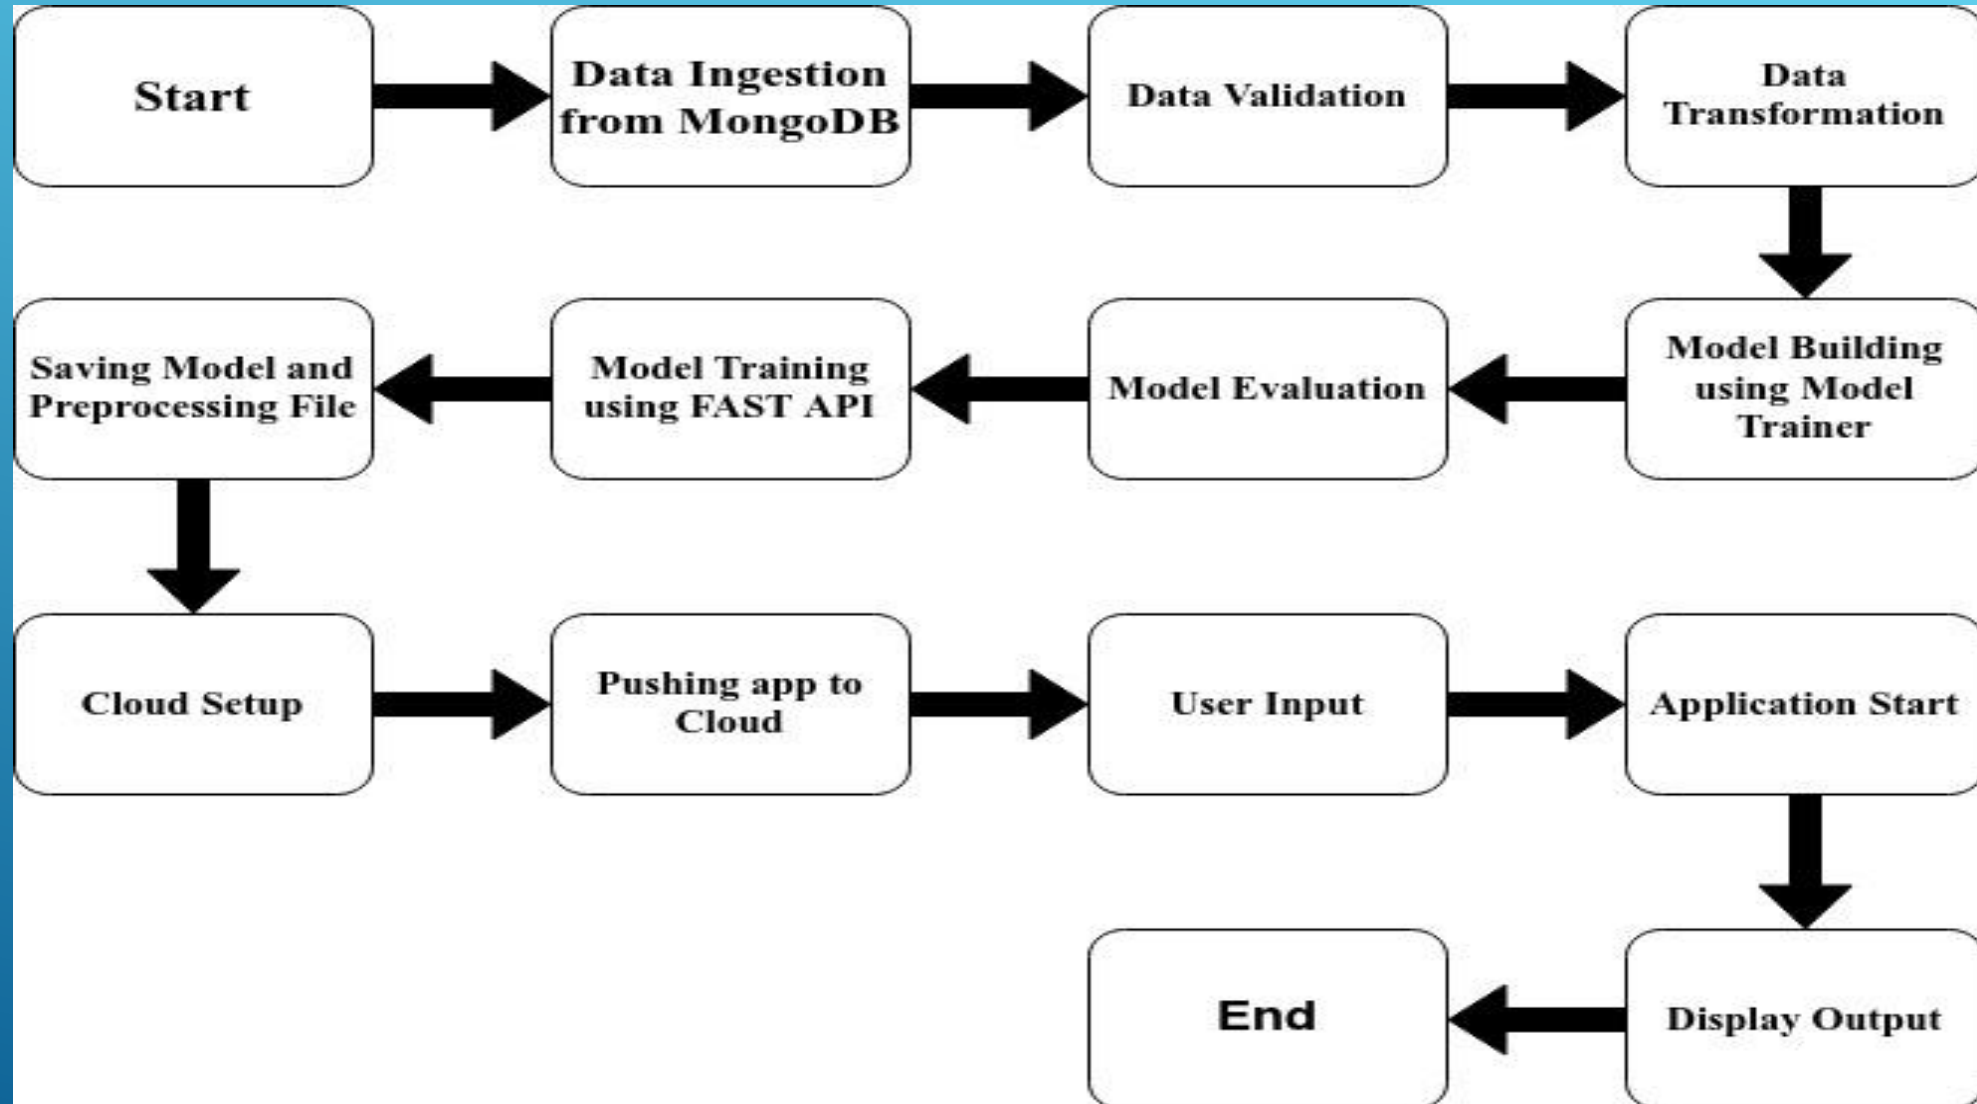 Start
Data Ingestion
from MongoDB
Data Validation
Data
Transformation
Model Building
using Model
Trainer
Model Evaluation
Model Training
using FAST API
Saving Model and
Preprocessing File
Cloud Setup
Pushing app to
Cloud
User Input
Application Start
Display Output
End